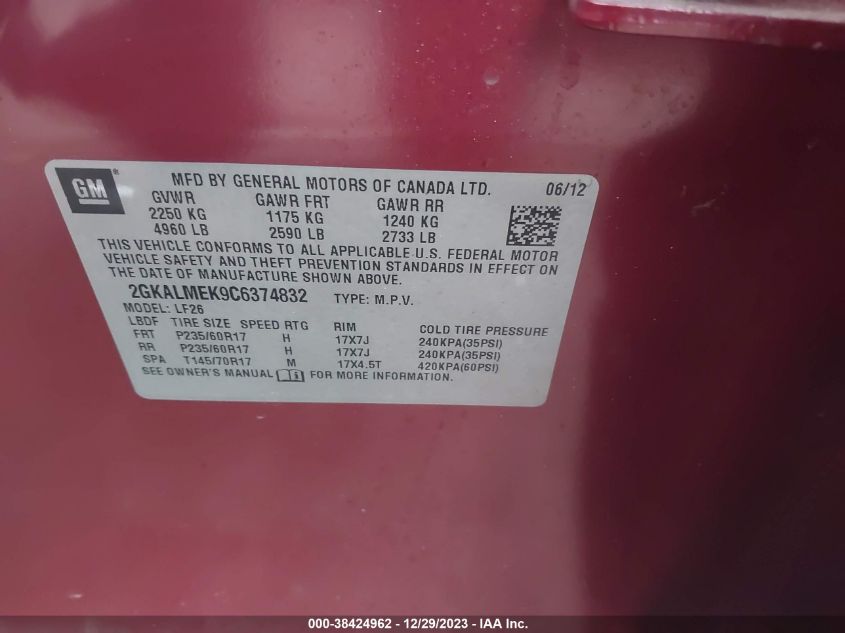 GM ® MFD BY GENERAL MOTORS OF CANADA LTD. 06/12
GVWR GAWR FRT GAWR RR
2250 KG 1175 KG 1240 KG
4960 LB 2590 LB 2733 LB
THIS VEHICLE CONFORMS TO ALL APPLICABLE U.S. FEDERAL MOTOR
VEHICLE SAFETY AND THEFT PREVENTION STANDARDS IN EFFECT ON
THE DATE OF MANUFACTURE SHOWN ABOVE.
2GKALMEK9C6374832 TYPE: M.P.V.
MODEL: LF26
LBDF TIRE SIZE SPEED RTG RIM COLD TIRE PRESSURE
FRT P235/60R17 H 17X7J 240KPA(35PSI)
RR P235/60R17 H 17X7J 240KPA(35PSI)
SPA T145/70R17 M 17X4.5T 420KPA(60PSI)
SEE OWNER'S MANUAL FOR MORE INFORMATION.
000-38424962 - 12/29/2023 - IAA Inc.